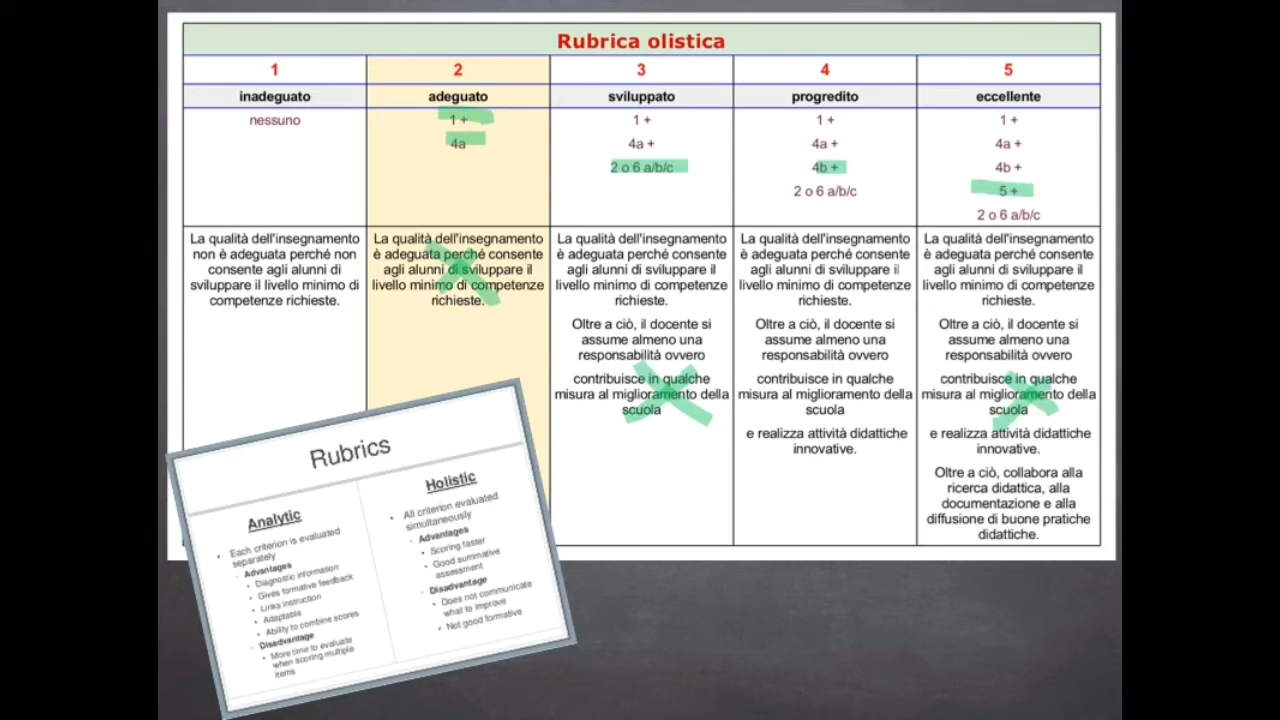 Rubrica olistica
1
2
3
4
5
inadeguato
adeguato
sviluppato
progredito
eccellente
nessuno
1 +
4a
1 +
4a +
2 o 6 a/b/c
1 +
4a +
4b +
2 o 6 a/b/c
1 +
4a +
4b +
5 +
2 o 6 a/b/c
La qualità dell'insegnamento
non è adeguata perché non
consente agli alunni di
sviluppare il livello minimo di
competenze richieste.
La qualità dell'insegnamento
è adeguata perché consente
agli alunni di sviluppare il
livello minimo di competenze
richieste.
La qualità dell'insegnamento
è adeguata perché consente
agli alunni di sviluppare il
livello minimo di competenze
richieste.
Oltre a ciò, il docente si
assume almeno una
responsabilità ovvero
contribuisce in qualche
misura al miglioramento della
scuola
La qualità dell'insegnamento
è adeguata perché consente
agli alunni di sviluppare il
livello minimo di competenze
richieste.
Oltre a ciò, il docente si
assume almeno una
responsabilità ovvero
contribuisce in qualche
misura al miglioramento della
scuola
e realizza attività didattiche
innovative.
La qualità dell'insegnamento
è adeguata perché consente
agli alunni di sviluppare il
livello minimo di competenze
richieste.
Oltre a ciò, il docente si
assume almeno una
responsabilità ovvero
contribuisce in qualche
misura al miglioramento della
scuola
e realizza attività didattiche
innovative.
Oltre a ciò, collabora alla
ricerca didattica, alla
documentazione e alla
diffusione di buone pratiche
didattiche.
Rubrics
Analytic
• Each criterion is evaluated
separately
- Advantages
• Diagnostic information
• Gives formative feedback
• Links instruction
• Adaptable
• Ability to combine scores
- Disadvantage
• More time to evaluate
when scoring multiple
items
Holistic
• All criterion evaluated
simultaneously
- Advantages
• Scoring faster
• Good summative
assessment
- Disadvantage
• Does not communicate
what to improve
• Not good formative